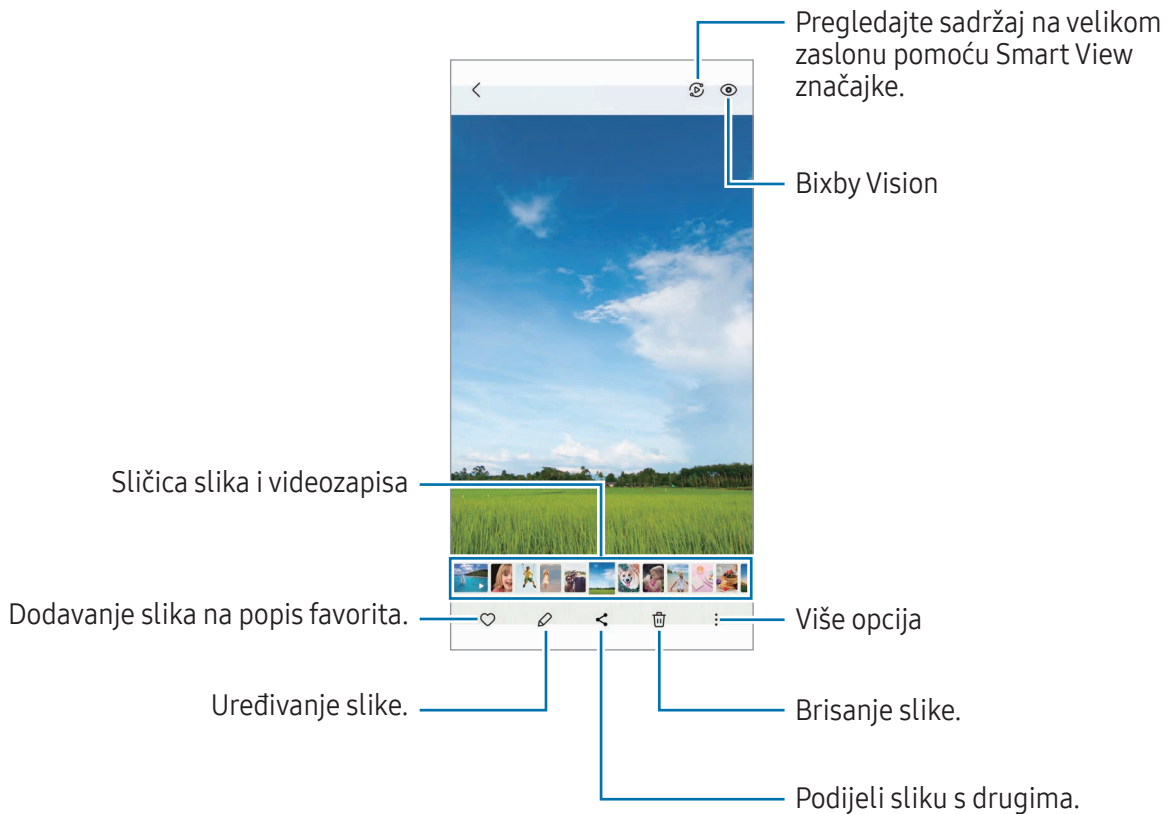 Pregledajte sadržaj na velikom
zaslonu pomoću Smart View
značajke.
Bixby Vision
Sličica slika i videozapisa
Dodavanje slika na popis favorita.
Više opcija
Uređivanje slike.
Brisanje slike.
Podijeli sliku s drugima.